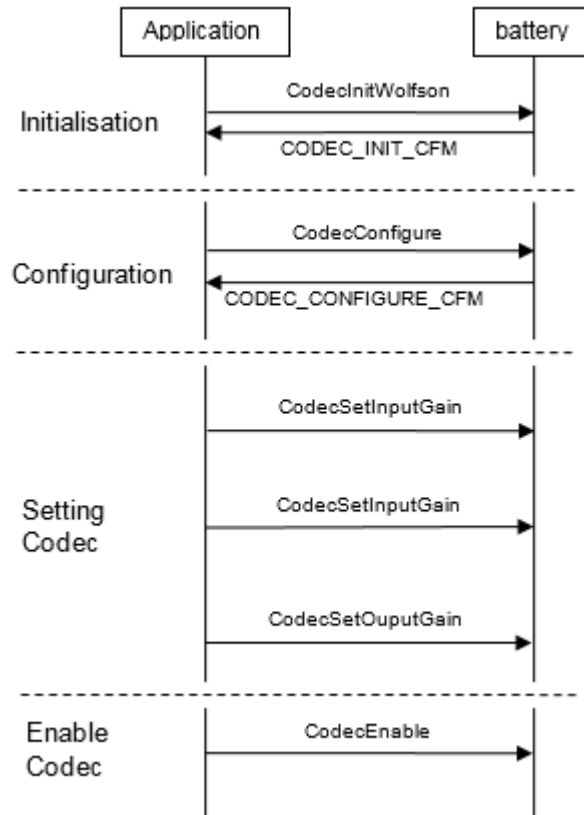 Application
battery
CodecInitWolfson
Initialisation
CODEC_INIT_CFM
CodecConfigure
Configuration
CODEC_CONFIGURE_CFM
CodecSetInputGain
Setting
Codec
CodecSetInputGain
CodecSetOuputGain
Enable
Codec
CodecEnable